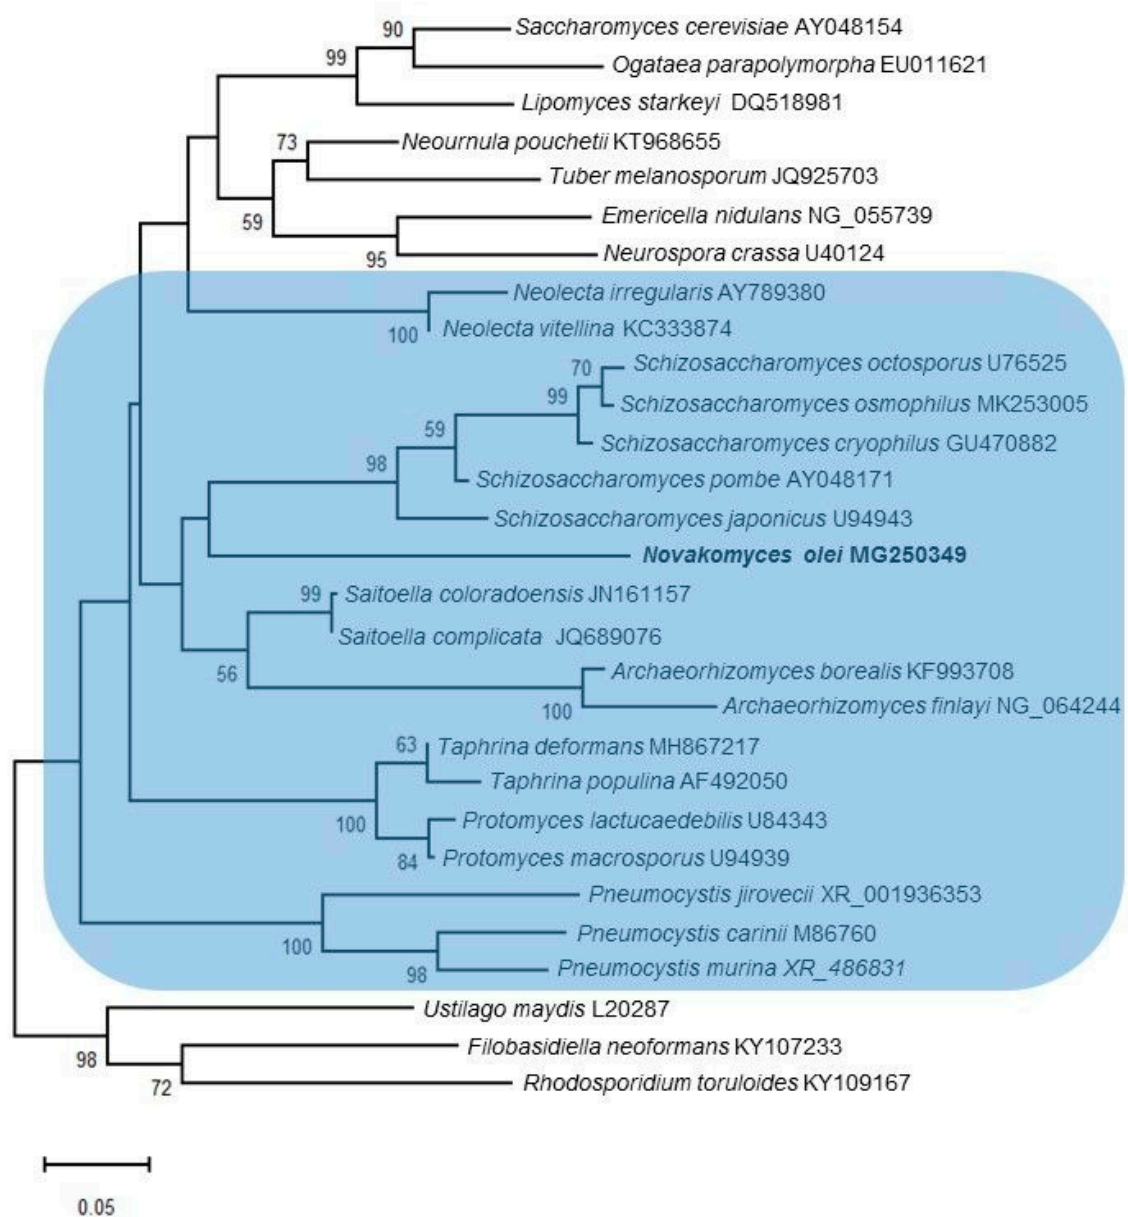 90
Saccharomyces cerevisiae AY048154
99
Ogataea parapolymorpha EU011621
Lipomyces starkeyi DQ518981
73
Neournula pouchetii KT968655
Tuber melanosporum JQ925703
59
Emericella nidulans NG_055739
95
Neurospora crassa U40124
Neolecta irregularis AY789380
100
Neolecta vitellina KC333874
70
Schizosaccharomyces octosporus U76525
99
Schizosaccharomyces osmophilus MK253005
59
Schizosaccharomyces cryophilus GU470882
98
Schizosaccharomyces pombe AY048171
Schizosaccharomyces japonicus U94943
Novakomyces olei MG250349
99
Saitoella coloradoensis JN161157
Saitoella complicata JQ689076
56
Archaeorhizomyces borealis KF993708
100
Archaeorhizomyces finlayi NG_064244
63
Taphrina deformans MH867217
Taphrina populina AF492050
100
Protomyces lactucaedebilis U84343
84
Protomyces macrosporus U94939
Pneumocystis jirovecii XR_001936353
100
Pneumocystis carinii M86760
98
Pneumocystis murina XR_486831
Ustilago maydis L20287
98
Filobasidiella neoformans KY107233
72
Rhodosporidium toruloides KY109167
0.05